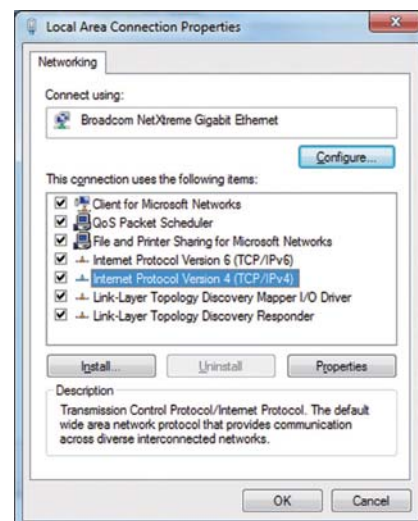 Local Area Connection Properties
Networking
Connect using:
Broadcom NetXtreme Gigabit Ethernet
Configure...
This connection uses the following items:
Client for Microsoft Networks
QoS Packet Scheduler
File and Printer Sharing for Microsoft Networks
Internet Protocol Version 6 (TCP/IPv6)
Internet Protocol Version 4 (TCP/IPv4)
Link-Layer Topology Discovery Mapper I/O Driver
Link-Layer Topology Discovery Responder
Install...
Uninstall
Properties
Description
Transmission Control Protocol/Internet Protocol. The default
wide area network protocol that provides communication
across diverse interconnected networks.
OK
Cancel